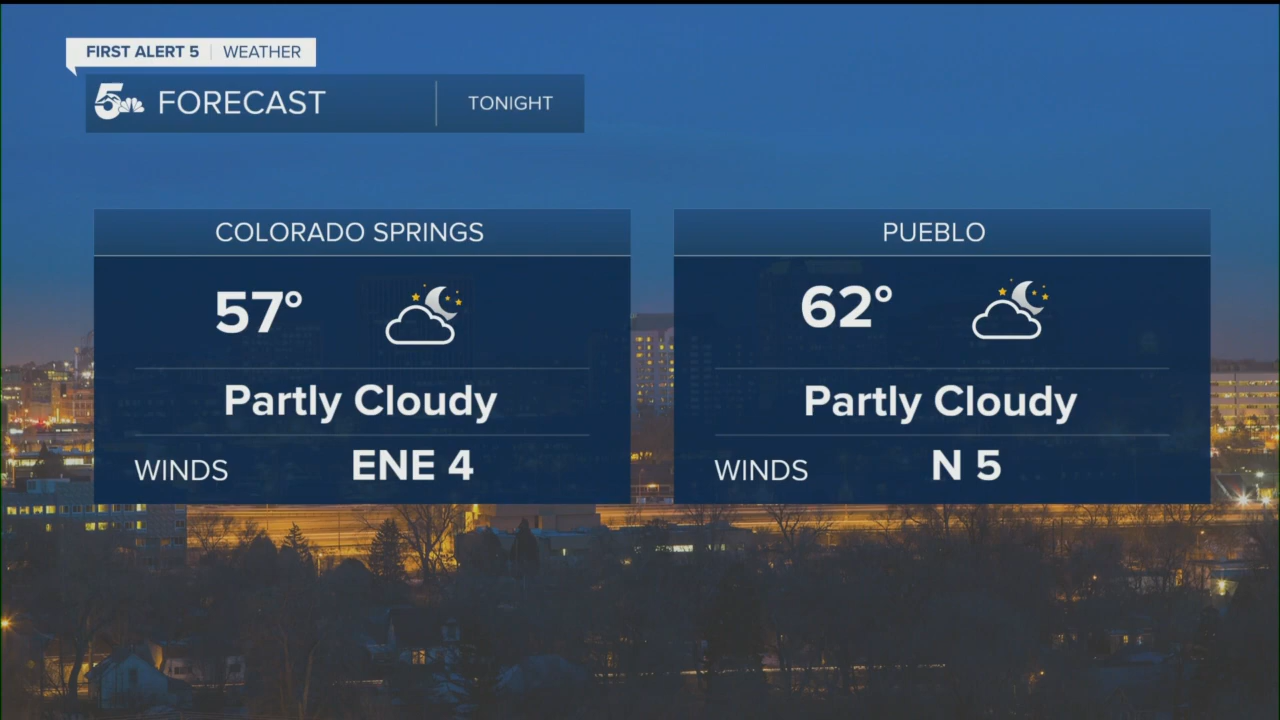 FIRST ALERT 5 | WEATHER
5 FORECAST TONIGHT
COLORADO SPRINGS
57°
Partly Cloudy
WINDS ENE 4
PUEBLO
62°
Partly Cloudy
WINDS N 5